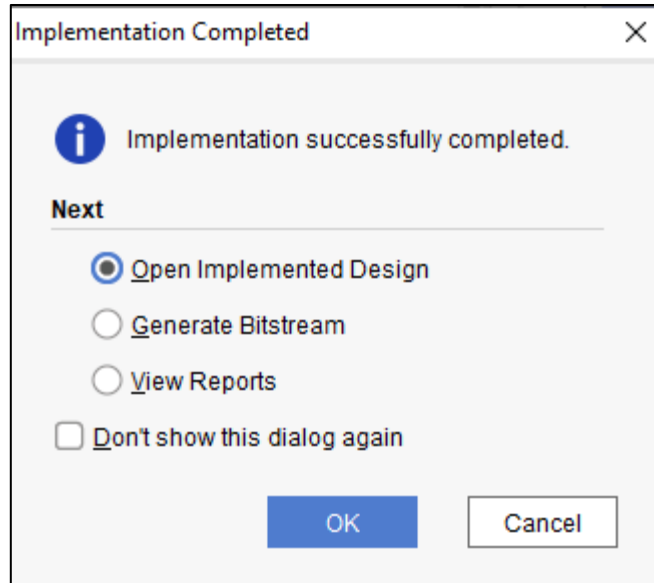 Implementation Completed
Implementation successfully completed.
Next
Open Implemented Design
Generate Bitstream
View Reports
Don't show this dialog again
OK
Cancel